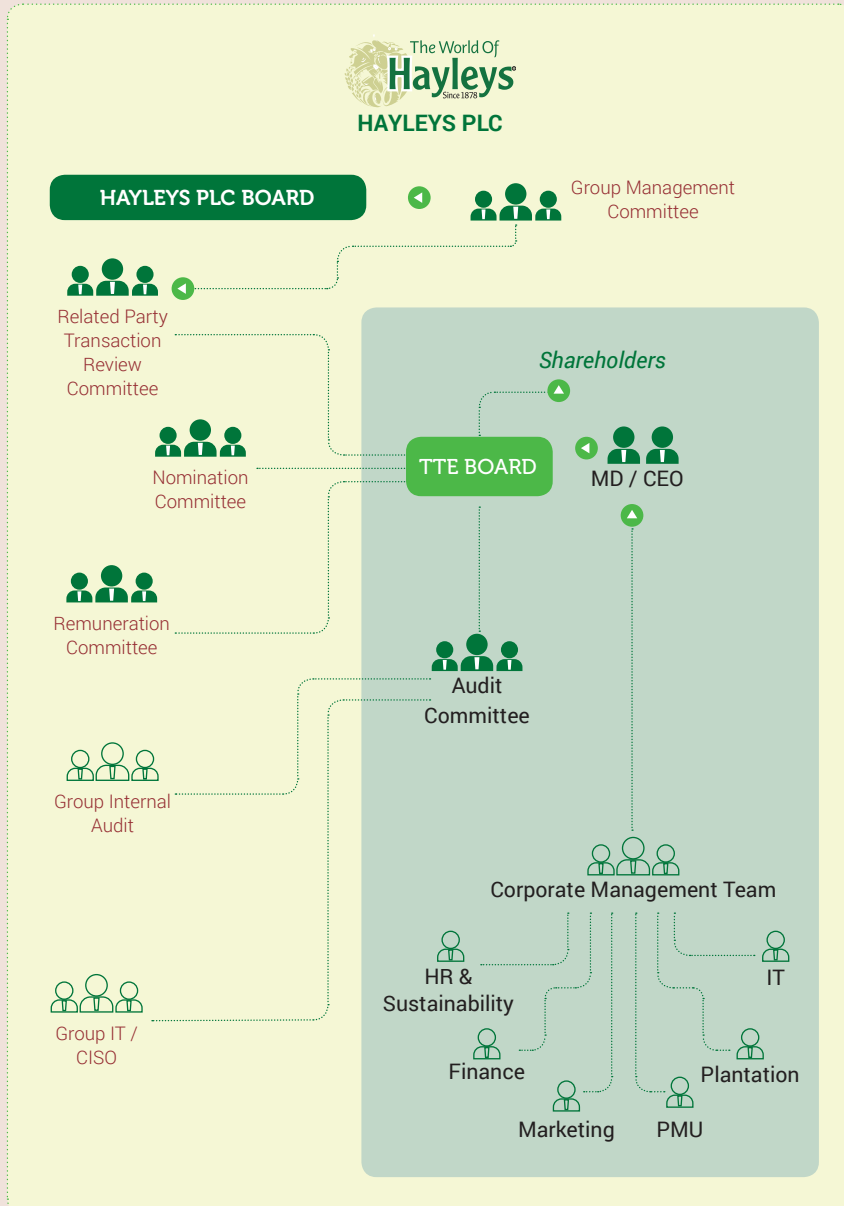 The World Of
Hayleys
Since 1878
HAYLEYS PLC
HAYLEYS PLC BOARD
Group Management
Committee
Related Party
Transaction
Review
Committee
Shareholders
TTE BOARD
MD / CEO
Nomination
Committee
Remuneration
Committee
Audit
Committee
Group Internal
Audit
Corporate Management Team
HR &
Sustainability
IT
Group IT /
CISO
Finance
Plantation
Marketing
PMU